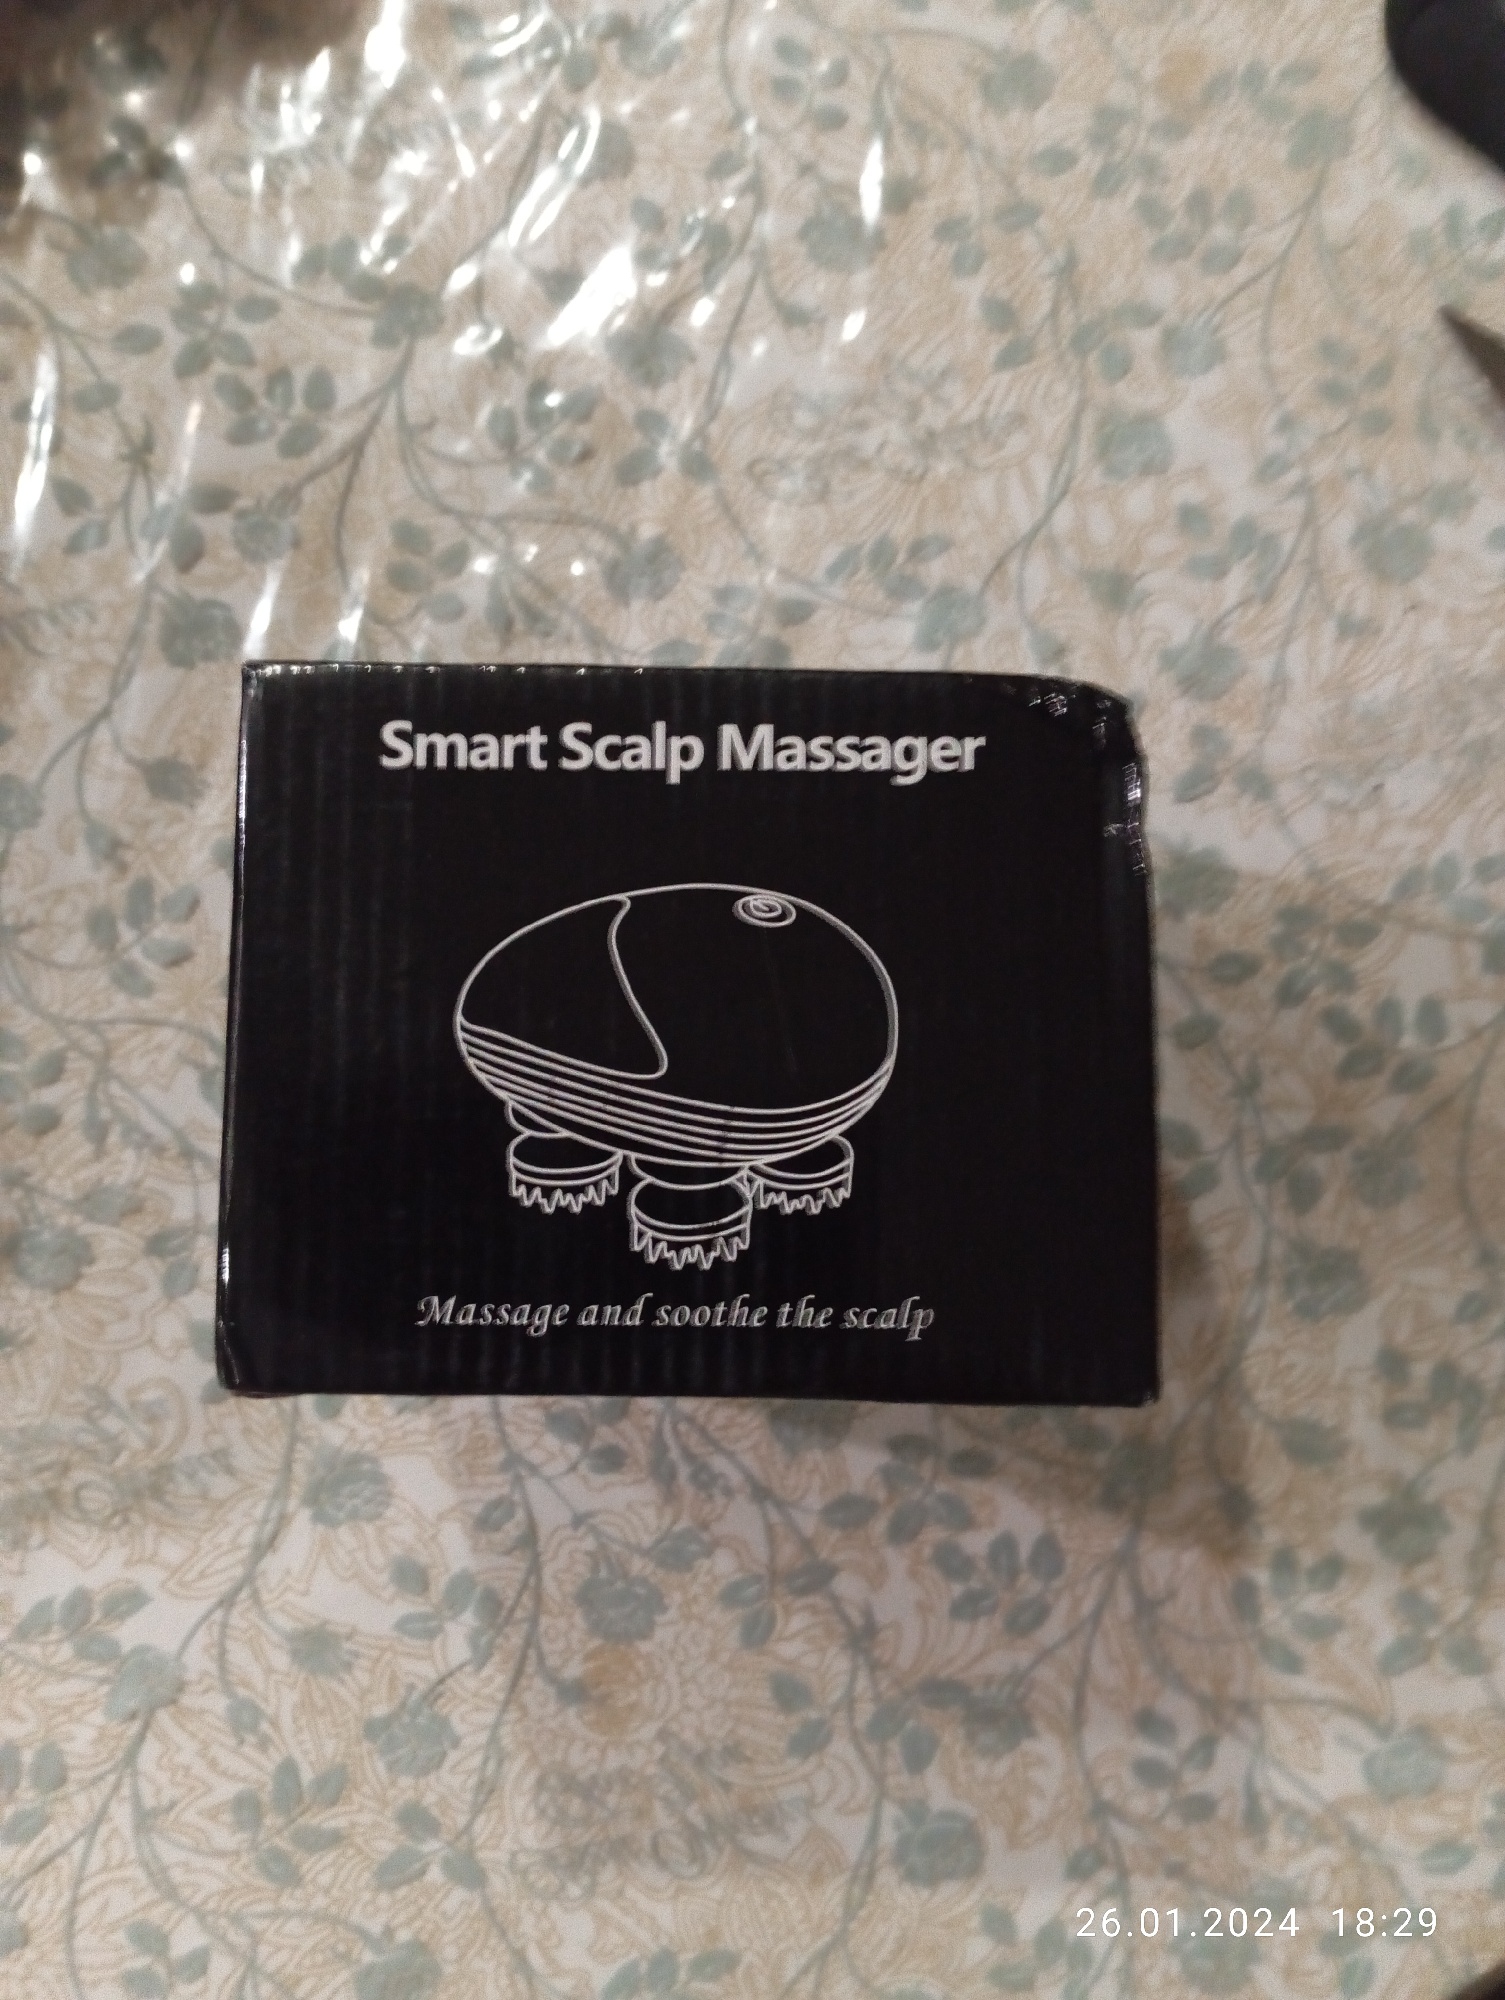 Smart Scalp Massager
Massage and soothe the scalp
26.01.2024 18:29